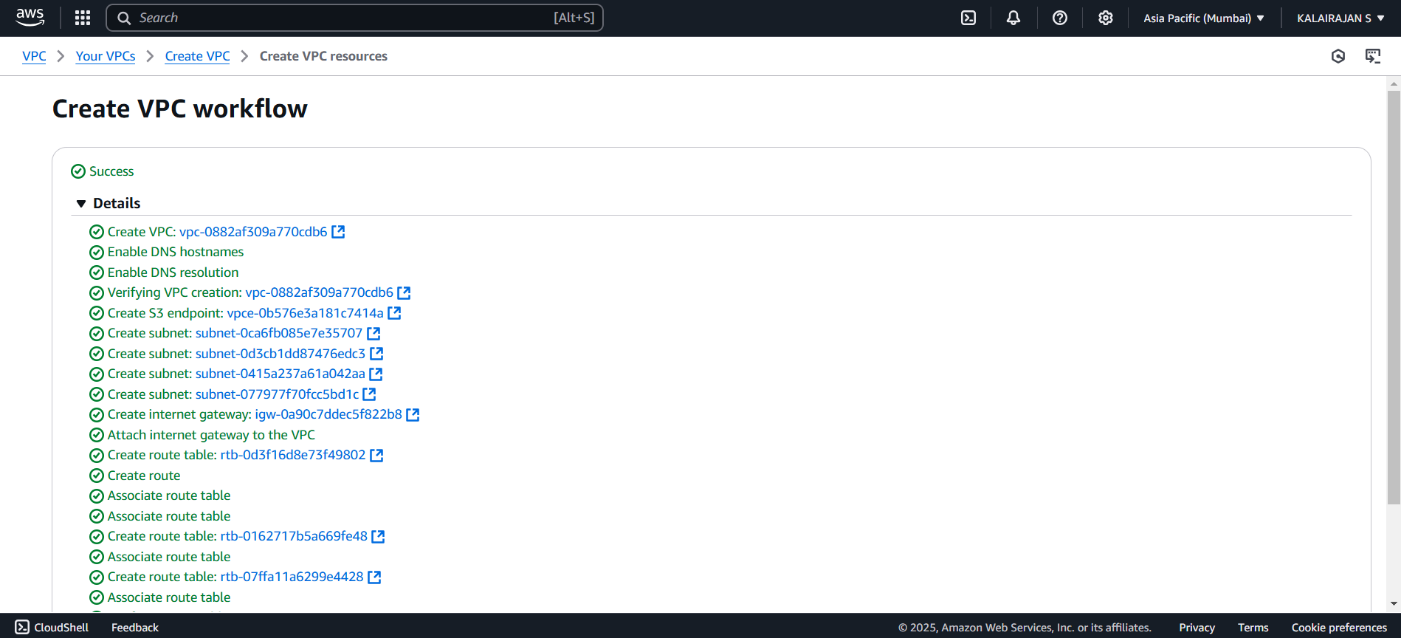 aws
Search [Alt+S]
Asia Pacific (Mumbai)
KALAIRAJAN S
VPC
Your VPCs
Create VPC
Create VPC resources
Create VPC workflow
Success
Details
Create VPC: vpc-0882af309a770cdb6
Enable DNS hostnames
Enable DNS resolution
Verifying VPC creation: vpc-0882af309a770cdb6
Create S3 endpoint: vpce-0b576e3a181c7414a
Create subnet: subnet-0ca6fb085e7e35707
Create subnet: subnet-0d3cb1dd87476edc3
Create subnet: subnet-0415a237a61a042aa
Create subnet: subnet-077977f70fcc5bd1c
Create internet gateway: igw-0a90c7ddec5f822b8
Attach internet gateway to the VPC
Create route table: rtb-0d3f16d8e73f49802
Create route
Associate route table
Associate route table
Create route table: rtb-0162717b5a669fe48
Associate route table
Create route table: rtb-07ffa11a6299e4428
Associate route table
CloudShell
Feedback
© 2025, Amazon Web Services, Inc. or its affiliates.
Privacy
Terms
Cookie preferences